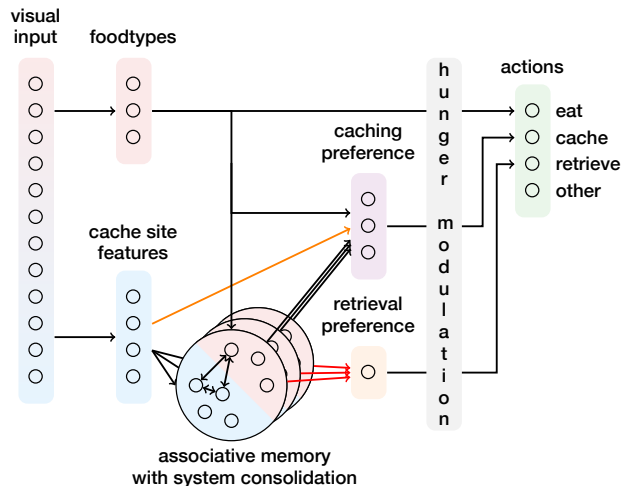 visual
input
foodtypes
cache site
features
caching
preference
retrieval
preference
hunger modulation
actions
eat
cache
retrieve
other
associative memory
with system consolidation